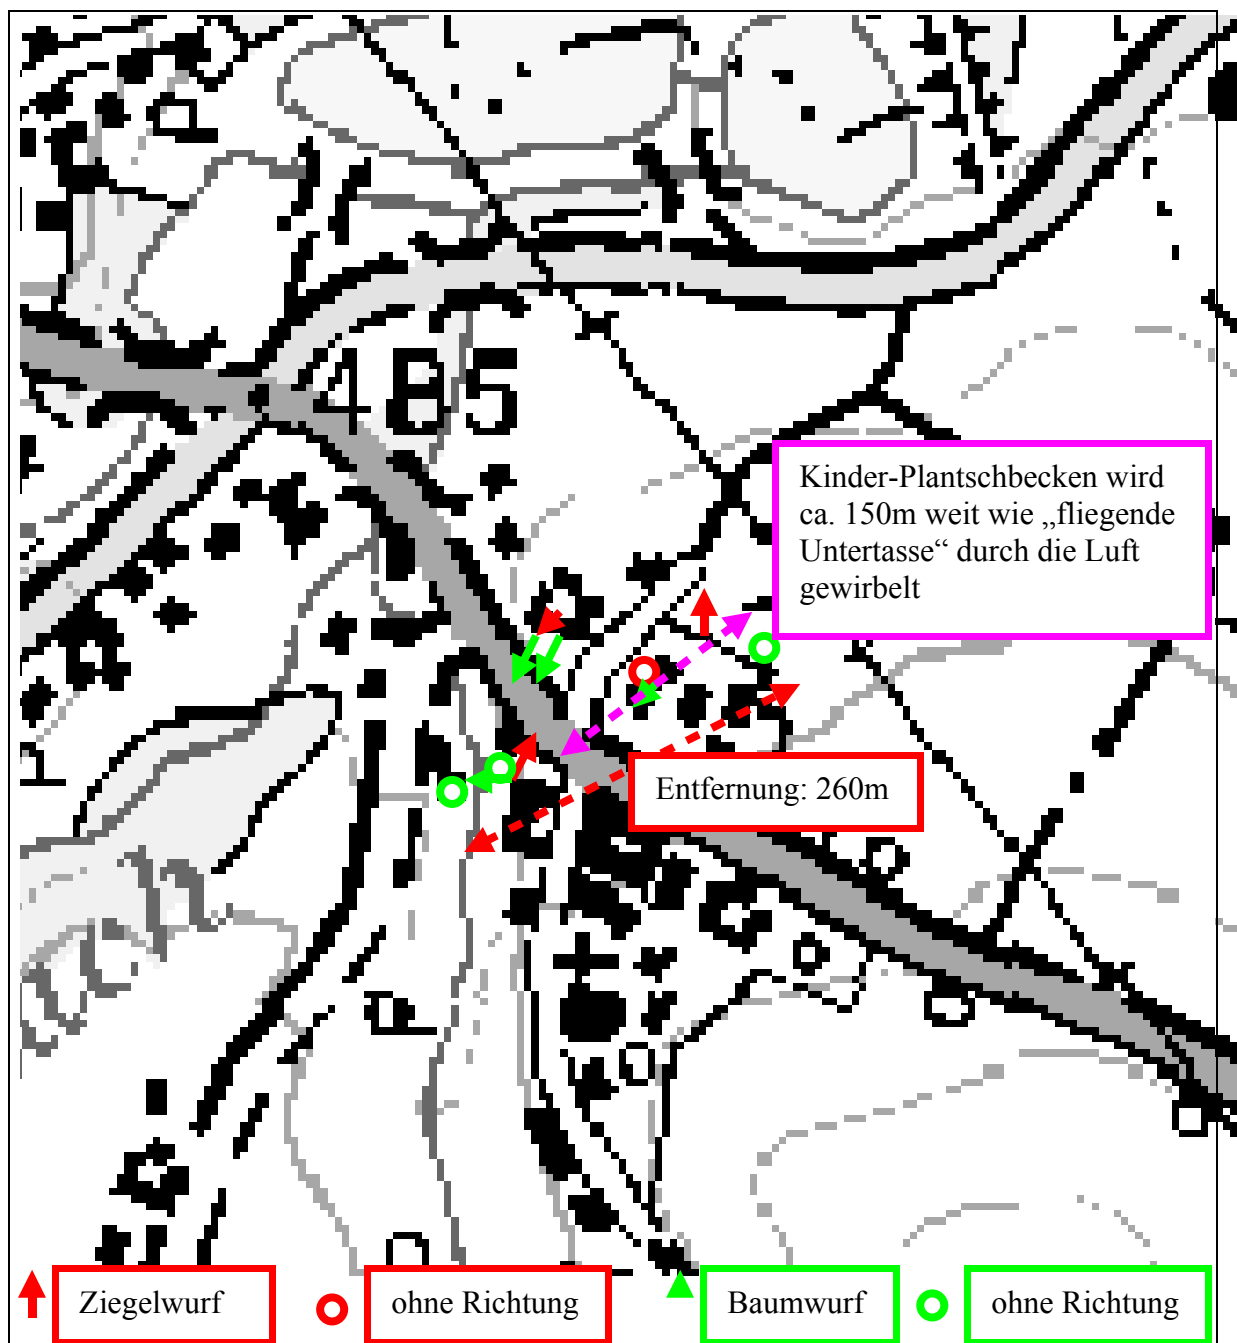 485
Kinder-Plantschbecken wird
ca. 150m weit wie „fliegende
Untertasse“ durch die Luft
gewirbelt
Entfernung: 260m
Ziegelwurf
ohne Richtung
Baumwurf
ohne Richtung